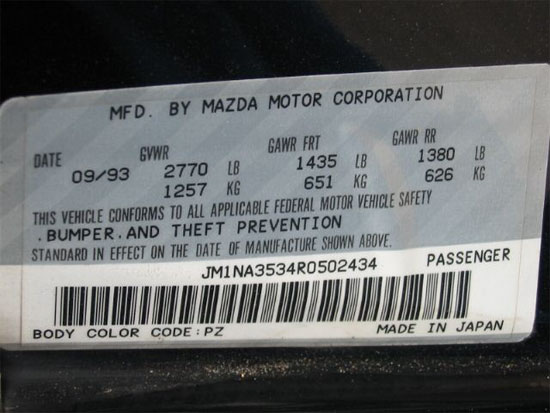 MFD. BY MAZDA MOTOR CORPORATION
DATE GVWR GAWR FRT GAWR RR
09/93 2770 LB 1435 LB 1380 LB
1257 KG 651 KG 626 KG
THIS VEHICLE CONFORMS TO ALL APPLICABLE FEDERAL MOTOR VEHICLE SAFETY
.BUMPER.AND THEFT PREVENTION
STANDARD IN EFFECT ON THE DATE OF MANUFACTURE SHOWN ABOVE.
JM1NA3534R0502434 PASSENGER
BODY COLOR CODE:PZ MADE IN JAPAN